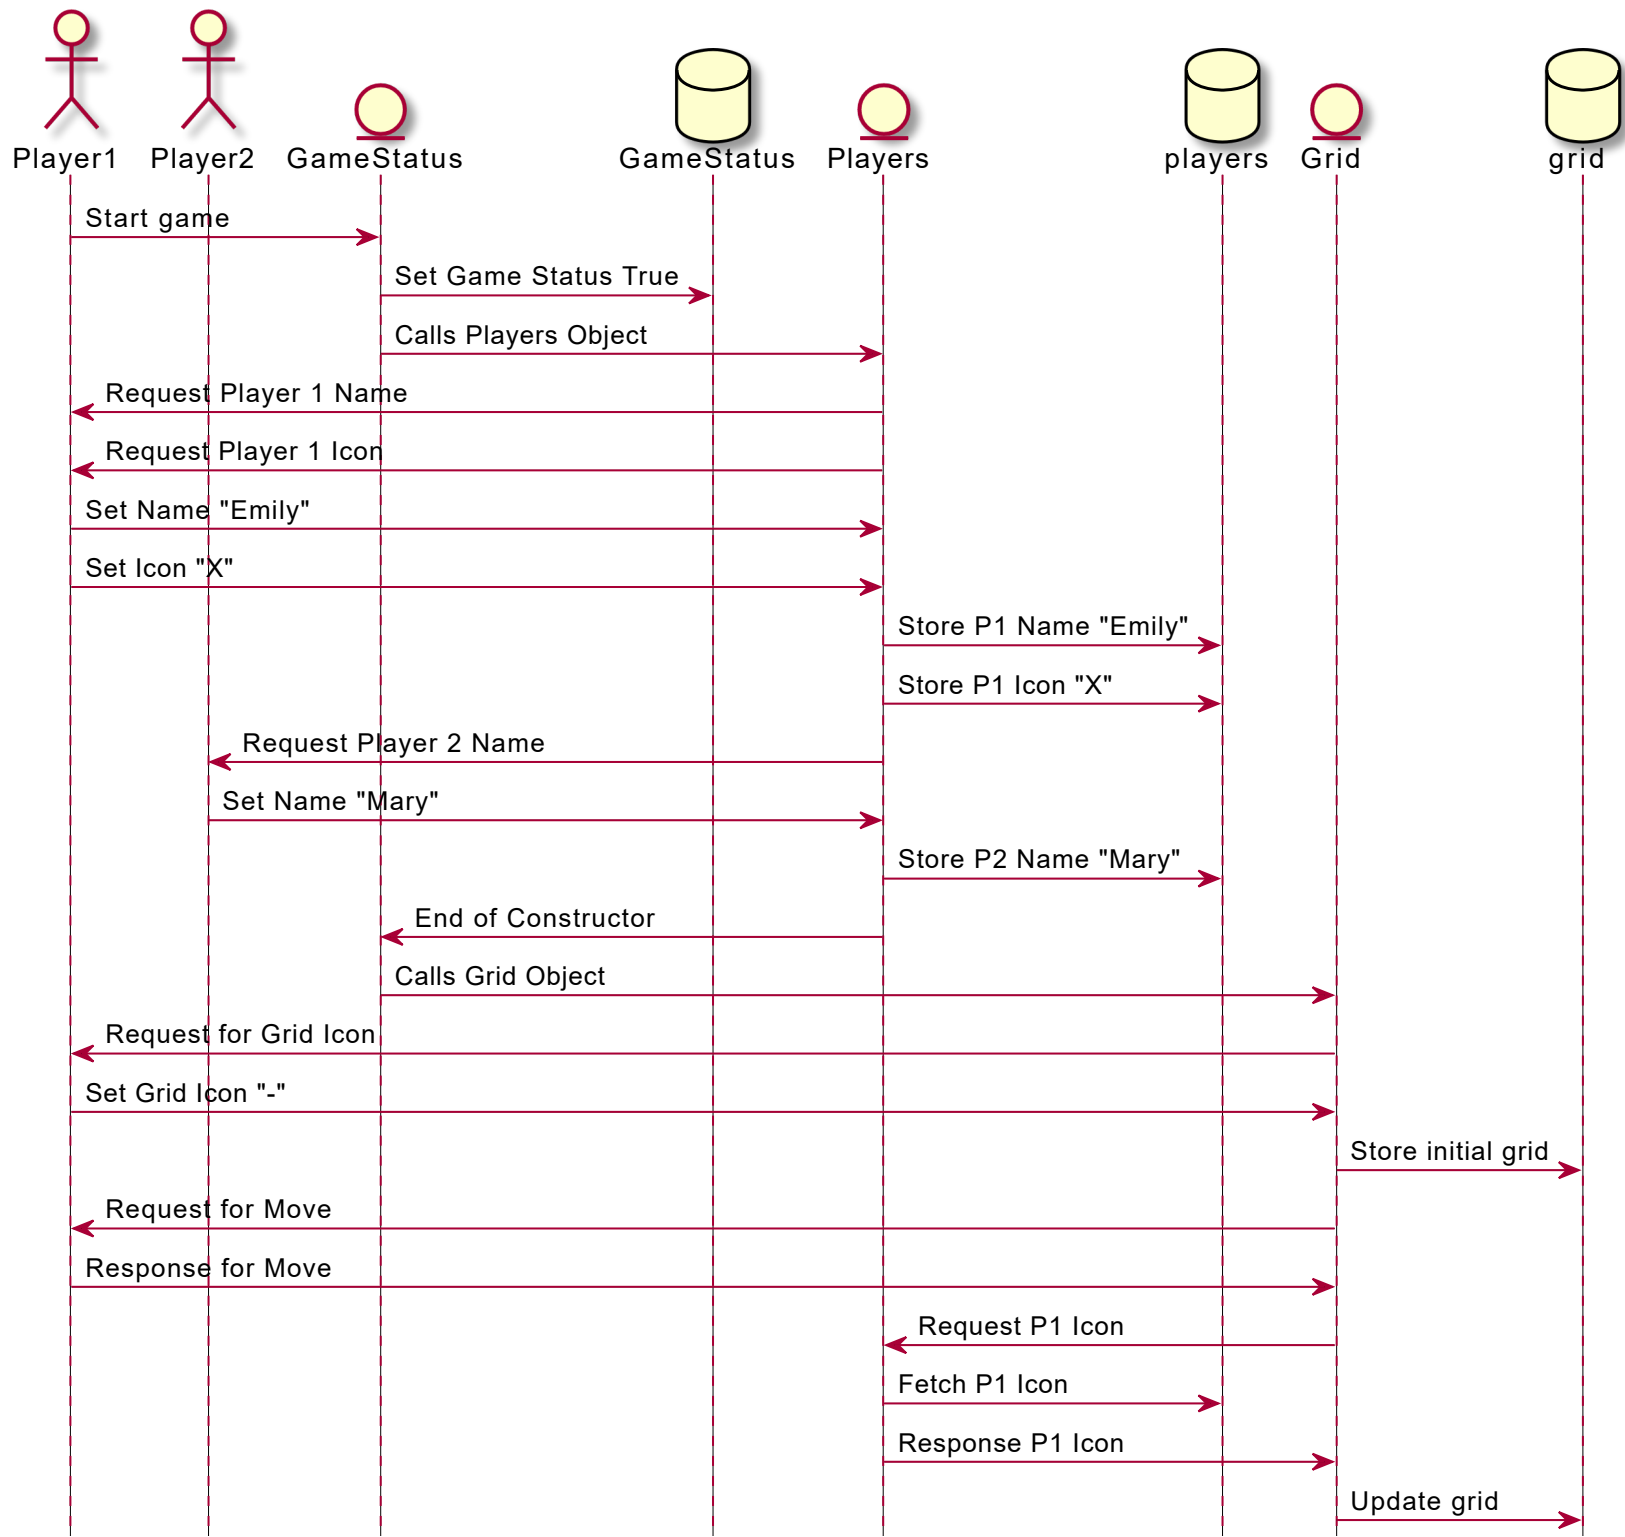 Player1
Player2
GameStatus
GameStatus
Players
players
Grid
grid
Start game
Set Game Status True
Calls Players Object
Request Player 1 Name
Request Player 1 Icon
Set Name "Emily"
Set Icon "X"
Store P1 Name "Emily"
Store P1 Icon "X"
Request Player 2 Name
Set Name "Mary"
Store P2 Name "Mary"
End of Constructor
Calls Grid Object
Request for Grid Icon
Set Grid Icon "-"
Store initial grid
Request for Move
Response for Move
Request P1 Icon
Fetch P1 Icon
Response P1 Icon
Update grid